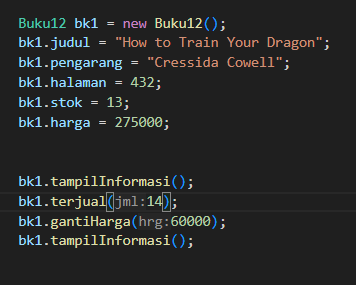 Buku12 bk1 = new Buku12();
bk1.judul = "How to Train Your Dragon";
bk1.pengarang = "Cressida Cowell";
bk1.halaman = 432;
bk1.stok = 13;
bk1.harga = 275000;
bk1.tampilInformasi();
bk1.terjual(jml:14);
bk1.gantiHarga(hrg:60000);
bk1.tampilInformasi();